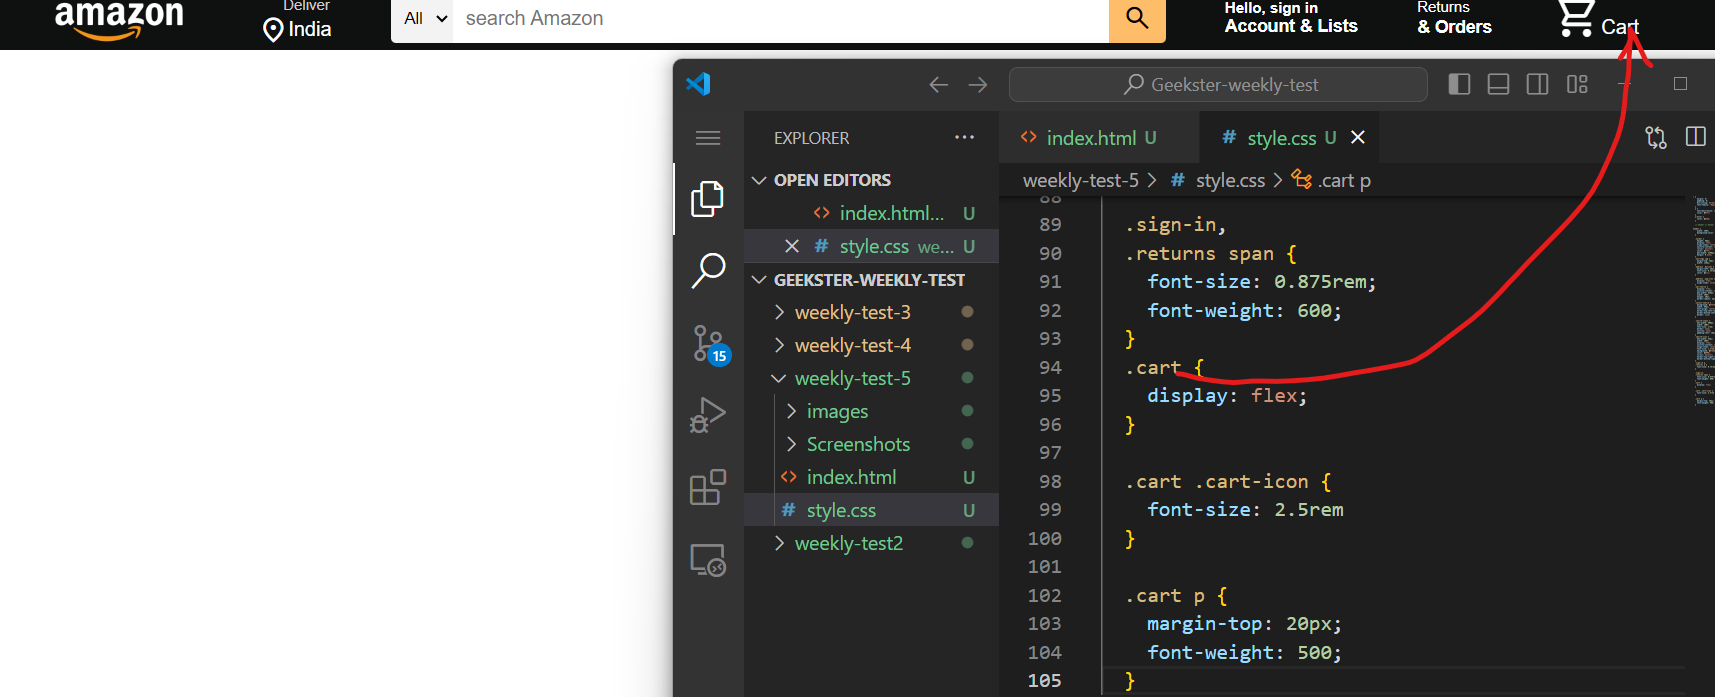 amazon
Deliver
India
All
search Amazon
Hello, sign in
Account & Lists
Returns
& Orders
Cart
Geekster-weekly-test
EXPLORER
index.html U
style.css U
OPEN EDITORS
weekly-test-5 > # style.css > .cart p
index.html... U
style.css we... U
GEEKSTER-WEEKLY-TEST
weekly-test-3
weekly-test-4
weekly-test-5
images
Screenshots
index.html U
style.css U
weekly-test2
15
88
89 .sign-in,
90 .returns span {
91 font-size: 0.875rem;
92 font-weight: 600;
93 }
94 .cart {
95 display: flex;
96 }
97
98 .cart .cart-icon {
99 font-size: 2.5rem
100 }
101
102 .cart p {
103 margin-top: 20px;
104 font-weight: 500;
105 }